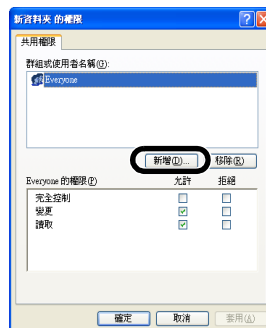 新資料夾 的權限
共用權限
群組或使用者名稱(G):
Everyone
新增(D)... 移除(R)
Everyone 的權限(P) 允許 拒絕
完全控制
變更
讀取
確定 取消 套用(A)